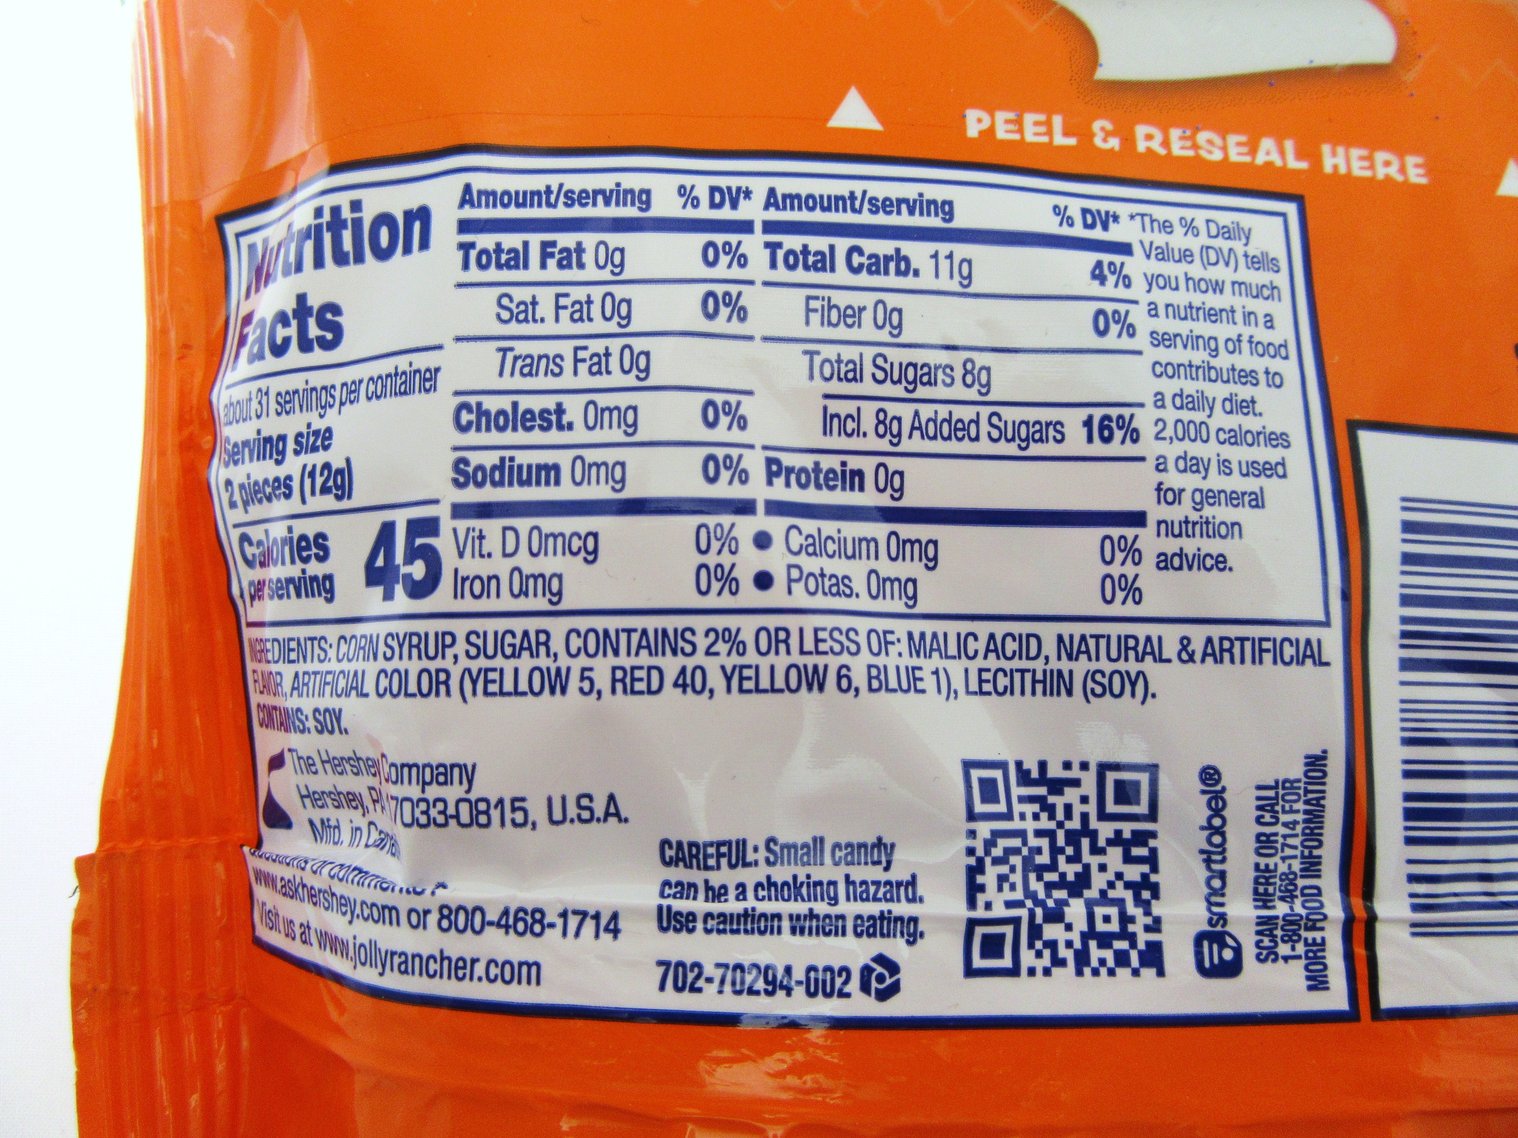 PEEL & RESEAL HERE
Nutrition
Facts
about 31 servings per container
Serving size
2 pieces (12g)
Calories
per serving
45
Amount/serving % DV*
Total Fat 0g 0%
Sat. Fat 0g 0%
Trans Fat 0g
Cholest. 0mg 0%
Sodium 0mg 0%
Amount/serving % DV*
Total Carb. 11g 4%
Fiber 0g 0%
Total Sugars 8g
Incl. 8g Added Sugars 16%
Protein 0g
Vit. D 0mcg 0% • Calcium 0mg 0%
Iron 0mg 0% • Potas. 0mg 0%
*The % Daily
Value (DV) tells
you how much
a nutrient in a
serving of food
contributes to
a daily diet.
2,000 calories
a day is used
for general
nutrition
advice.
INGREDIENTS: CORN SYRUP, SUGAR, CONTAINS 2% OR LESS OF: MALIC ACID, NATURAL & ARTIFICIAL
FLAVOR, ARTIFICIAL COLOR (YELLOW 5, RED 40, YELLOW 6, BLUE 1), LECITHIN (SOY).
CONTAINS: SOY.
The Hershey Company
Hershey, PA 17033-0815, U.S.A.
Mfd. in
www.askhershey.com or 800-468-1714
Visit us at www.jollyrancher.com
CAREFUL: Small candy
can be a choking hazard.
Use caution when eating.
702-70294-002
smartlabel®
SCAN HERE OR CALL
1-800-468-1714 FOR
MORE FOOD INFORMATION.